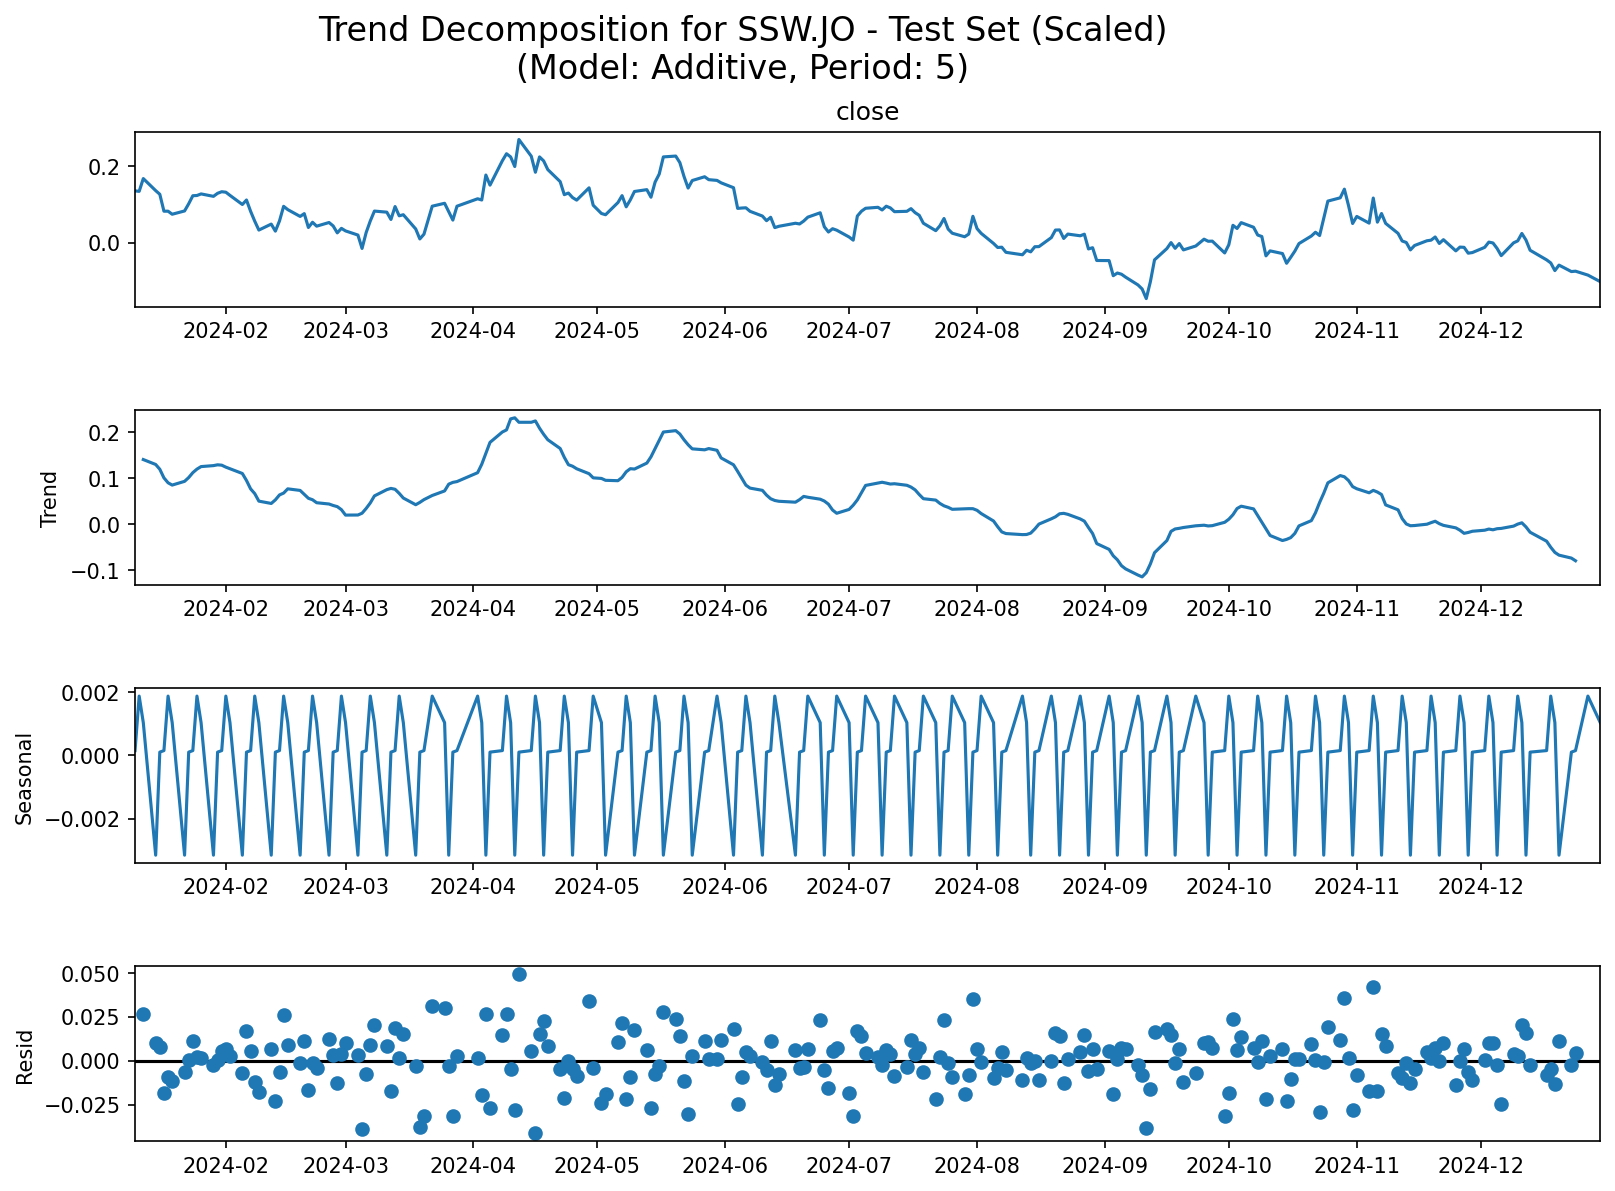 Trend Decomposition for SSW.JO - Test Set (Scaled)
(Model: Additive, Period: 5)
close
0.2
0.0
2024-02 2024-03 2024-04 2024-05 2024-06 2024-07 2024-08 2024-09 2024-10 2024-11 2024-12
Trend
0.2
0.1
0.0
−0.1
2024-02 2024-03 2024-04 2024-05 2024-06 2024-07 2024-08 2024-09 2024-10 2024-11 2024-12
Seasonal
0.002
0.000
−0.002
2024-02 2024-03 2024-04 2024-05 2024-06 2024-07 2024-08 2024-09 2024-10 2024-11 2024-12
Resid
0.050
0.025
0.000
−0.025
2024-02 2024-03 2024-04 2024-05 2024-06 2024-07 2024-08 2024-09 2024-10 2024-11 2024-12